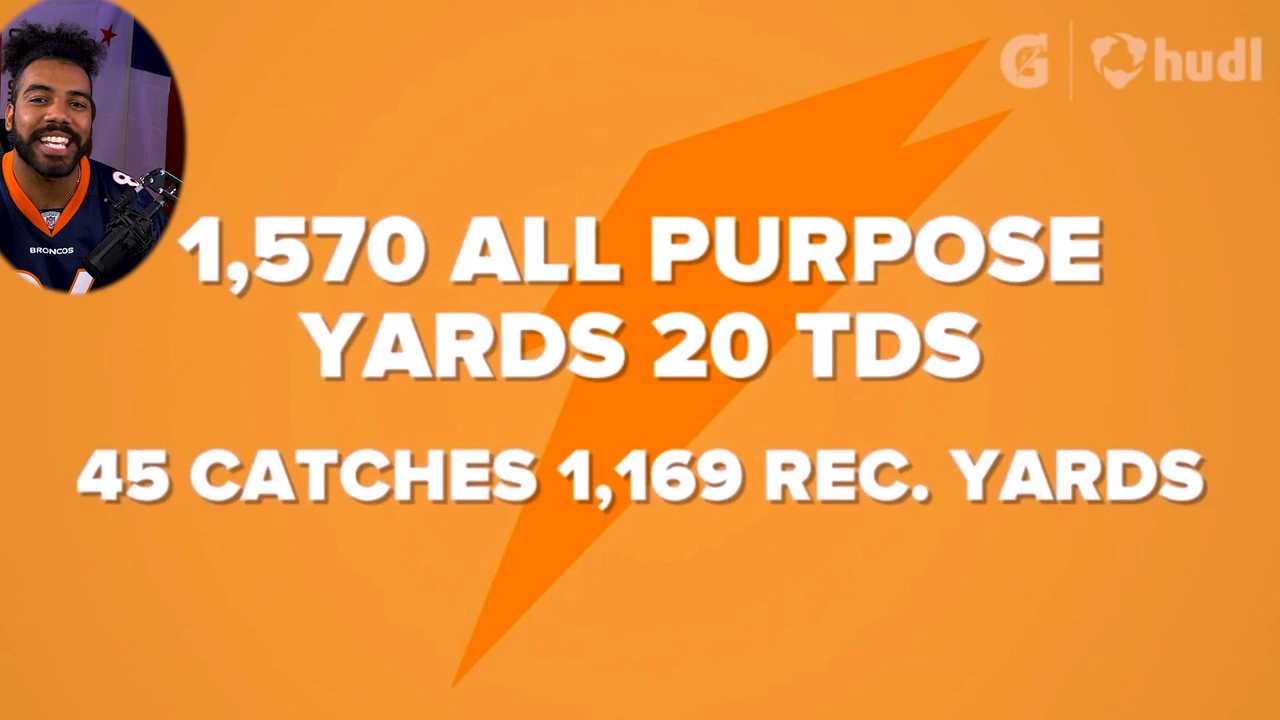 G hudl
BRONCOS
1,570 ALL PURPOSE
YARDS 20 TDS
45 CATCHES 1,169 REC. YARDS